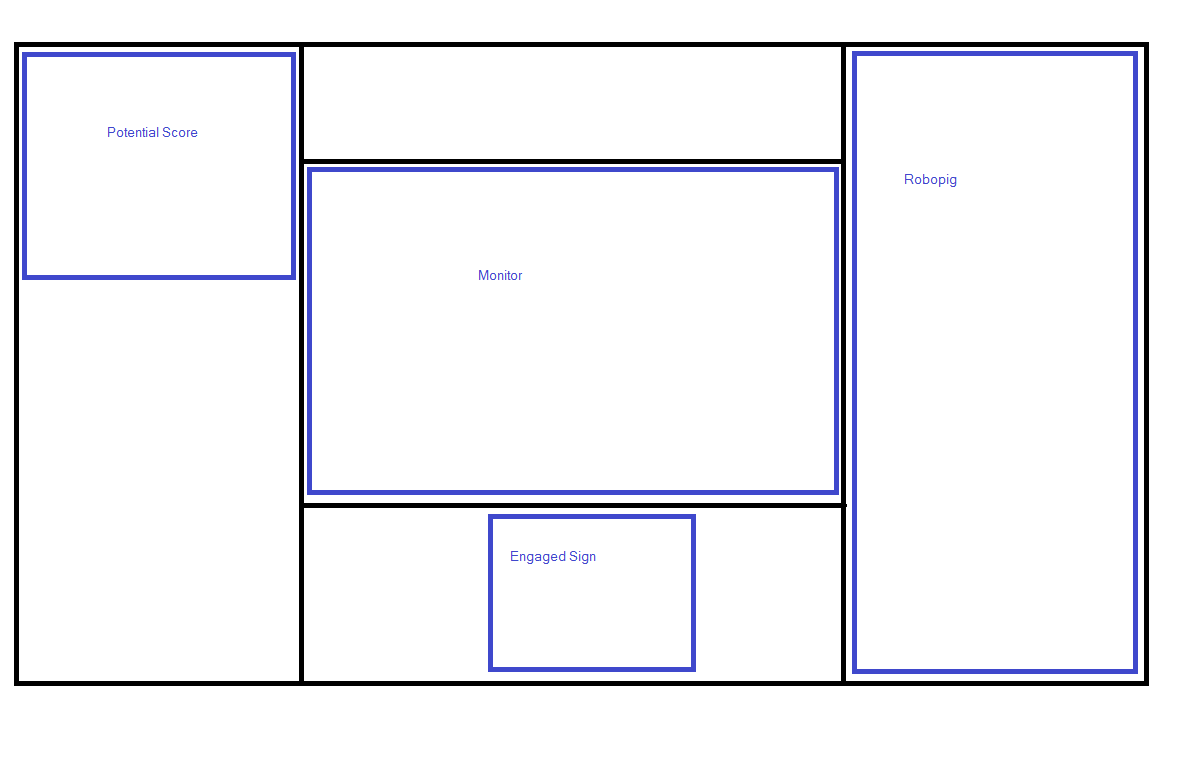 Potential Score
Robopig
Monitor
Engaged Sign